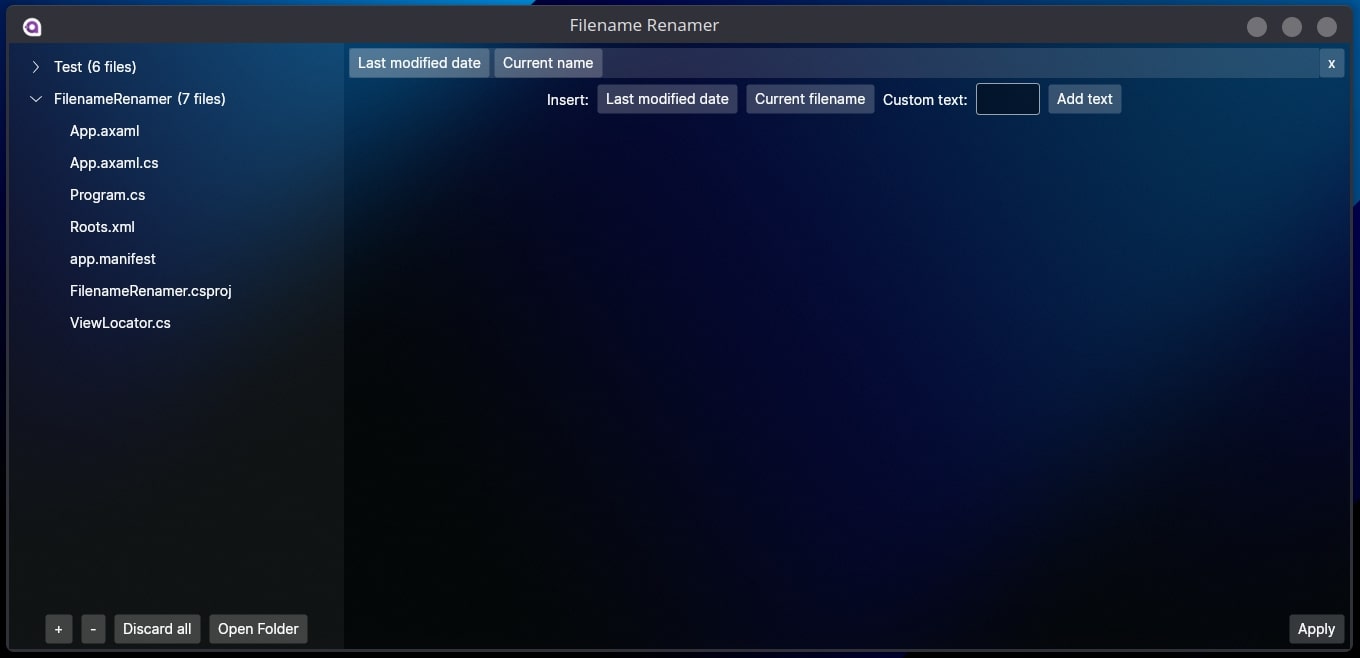 Filename Renamer
Test (6 files)
FilenameRenamer (7 files)
App.axaml
App.axaml.cs
Program.cs
Roots.xml
app.manifest
FilenameRenamer.csproj
ViewLocator.cs
+ - Discard all Open Folder
Last modified date Current name x
Insert: Last modified date Current filename Custom text: Add text
Apply